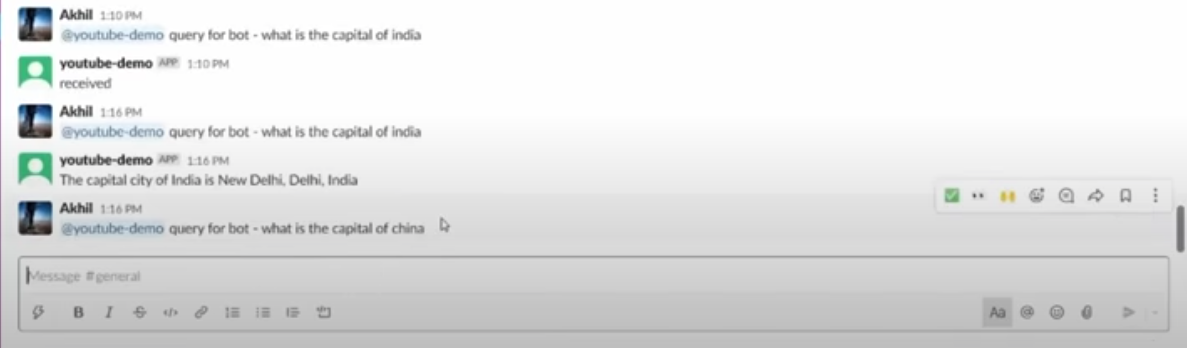 Akhil 1:10 PM
@youtube-demo query for bot - what is the capital of india
youtube-demo APP 1:10 PM
received
Akhil 1:16 PM
@youtube-demo query for bot - what is the capital of india
youtube-demo APP 1:16 PM
The capital city of India is New Delhi, Delhi, India
Akhil 1:16 PM
@youtube-demo query for bot - what is the capital of china
Message #general
B I S </>
Aa @